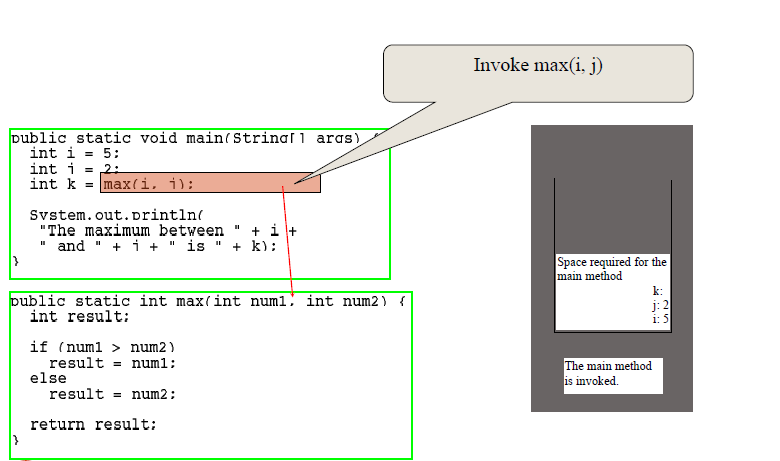 Invoke max(i, j)
public static void main(String[] args) {
int i = 5;
int j = 2;
int k = max(i, j);
System.out.println(
"The maximum between " + i +
" and " + j + " is " + k);
}
public static int max(int num1, int num2) {
int result;
if (num1 > num2)
result = num1;
else
result = num2;
return result;
}
Space required for the
main method
k:
j: 2
i: 5
The main method
is invoked.